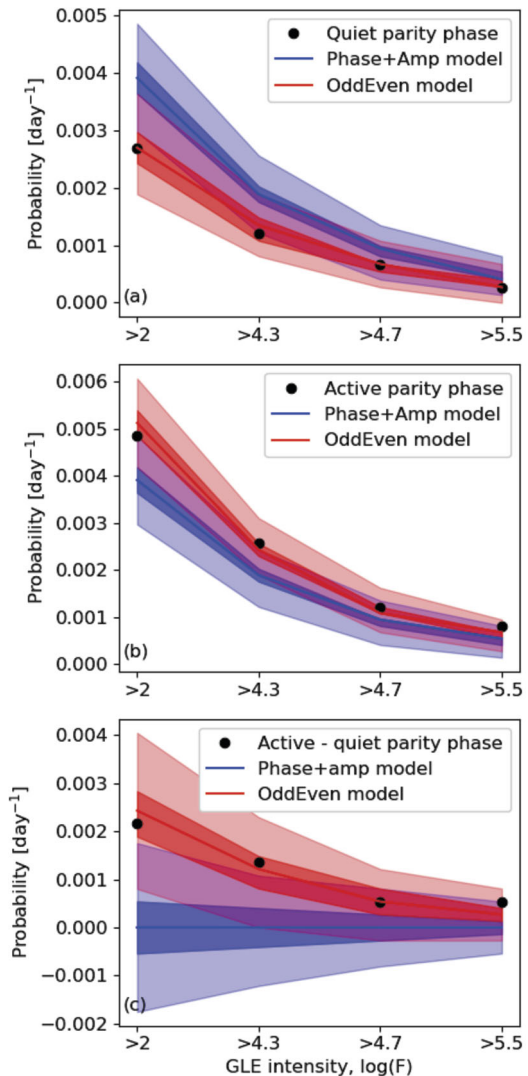 0.005
0.004
0.003
0.002
0.001
0.000
Probability [day⁻¹]
Quiet parity phase
Phase+Amp model
OddEven model
(a)
>2 >4.3 >4.7 >5.5
0.006
0.005
0.004
0.003
0.002
0.001
0.000
Probability [day⁻¹]
Active parity phase
Phase+Amp model
OddEven model
(b)
>2 >4.3 >4.7 >5.5
0.004
0.003
0.002
0.001
0.000
−0.001
−0.002
Probability [day⁻¹]
Active - quiet parity phase
Phase+amp model
OddEven model
(c)
>2 >4.3 >4.7 >5.5
GLE intensity, log(F)